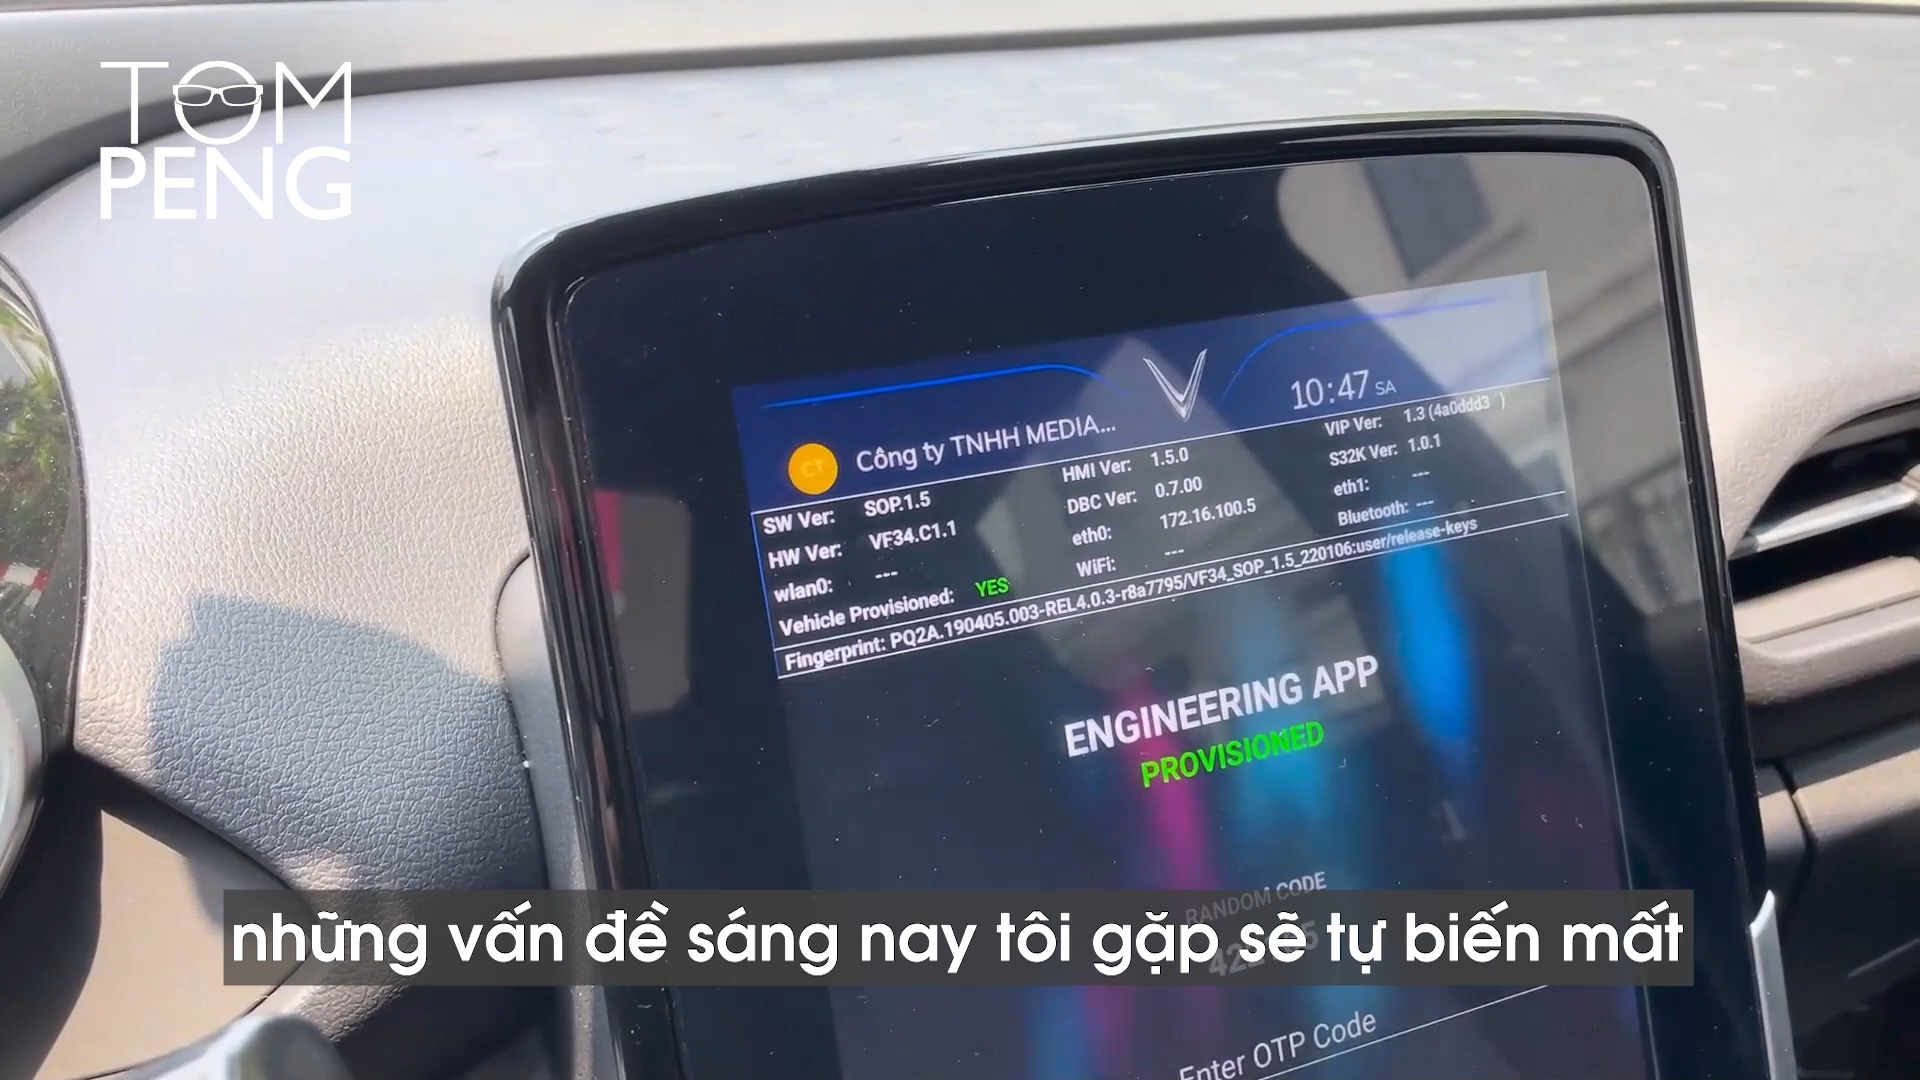 TOM
PENG
10:47 SA
CT Công ty TNHH MEDIA...
SW Ver: SOP.1.5 HMI Ver: 1.5.0 VIP Ver: 1.3 (4a0ddd3 )
HW Ver: VF34.C1.1 DBC Ver: 0.7.00 S32K Ver: 1.0.1
wlan0: --- eth0: 172.16.100.5 eth1: ---
Vehicle Provisioned: YES WiFi: --- Bluetooth: ---
Fingerprint: PQ2A.190405.003-REL4.0.3-r8a7795/VF34_SOP_1.5_220106:user/release-keys
ENGINEERING APP
PROVISIONED
RANDOM CODE
những vấn đề sáng nay tôi gặp sẽ tự biến mất
Enter OTP Code